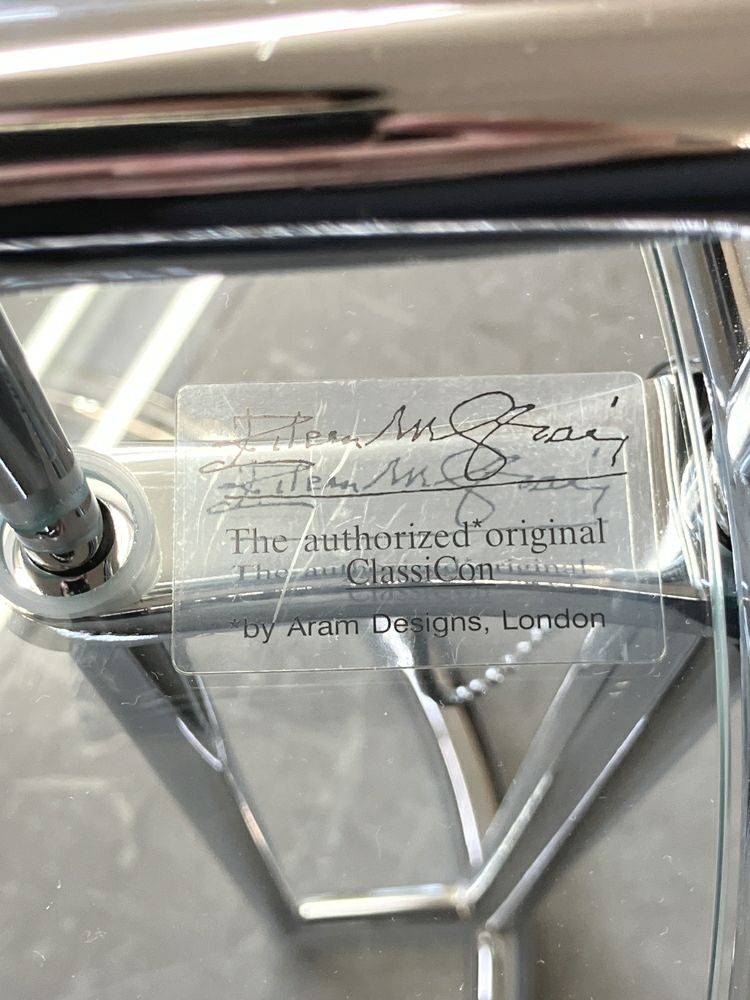 Eileen M Gray
The authorized* original
ClassiCon
*by Aram Designs, London